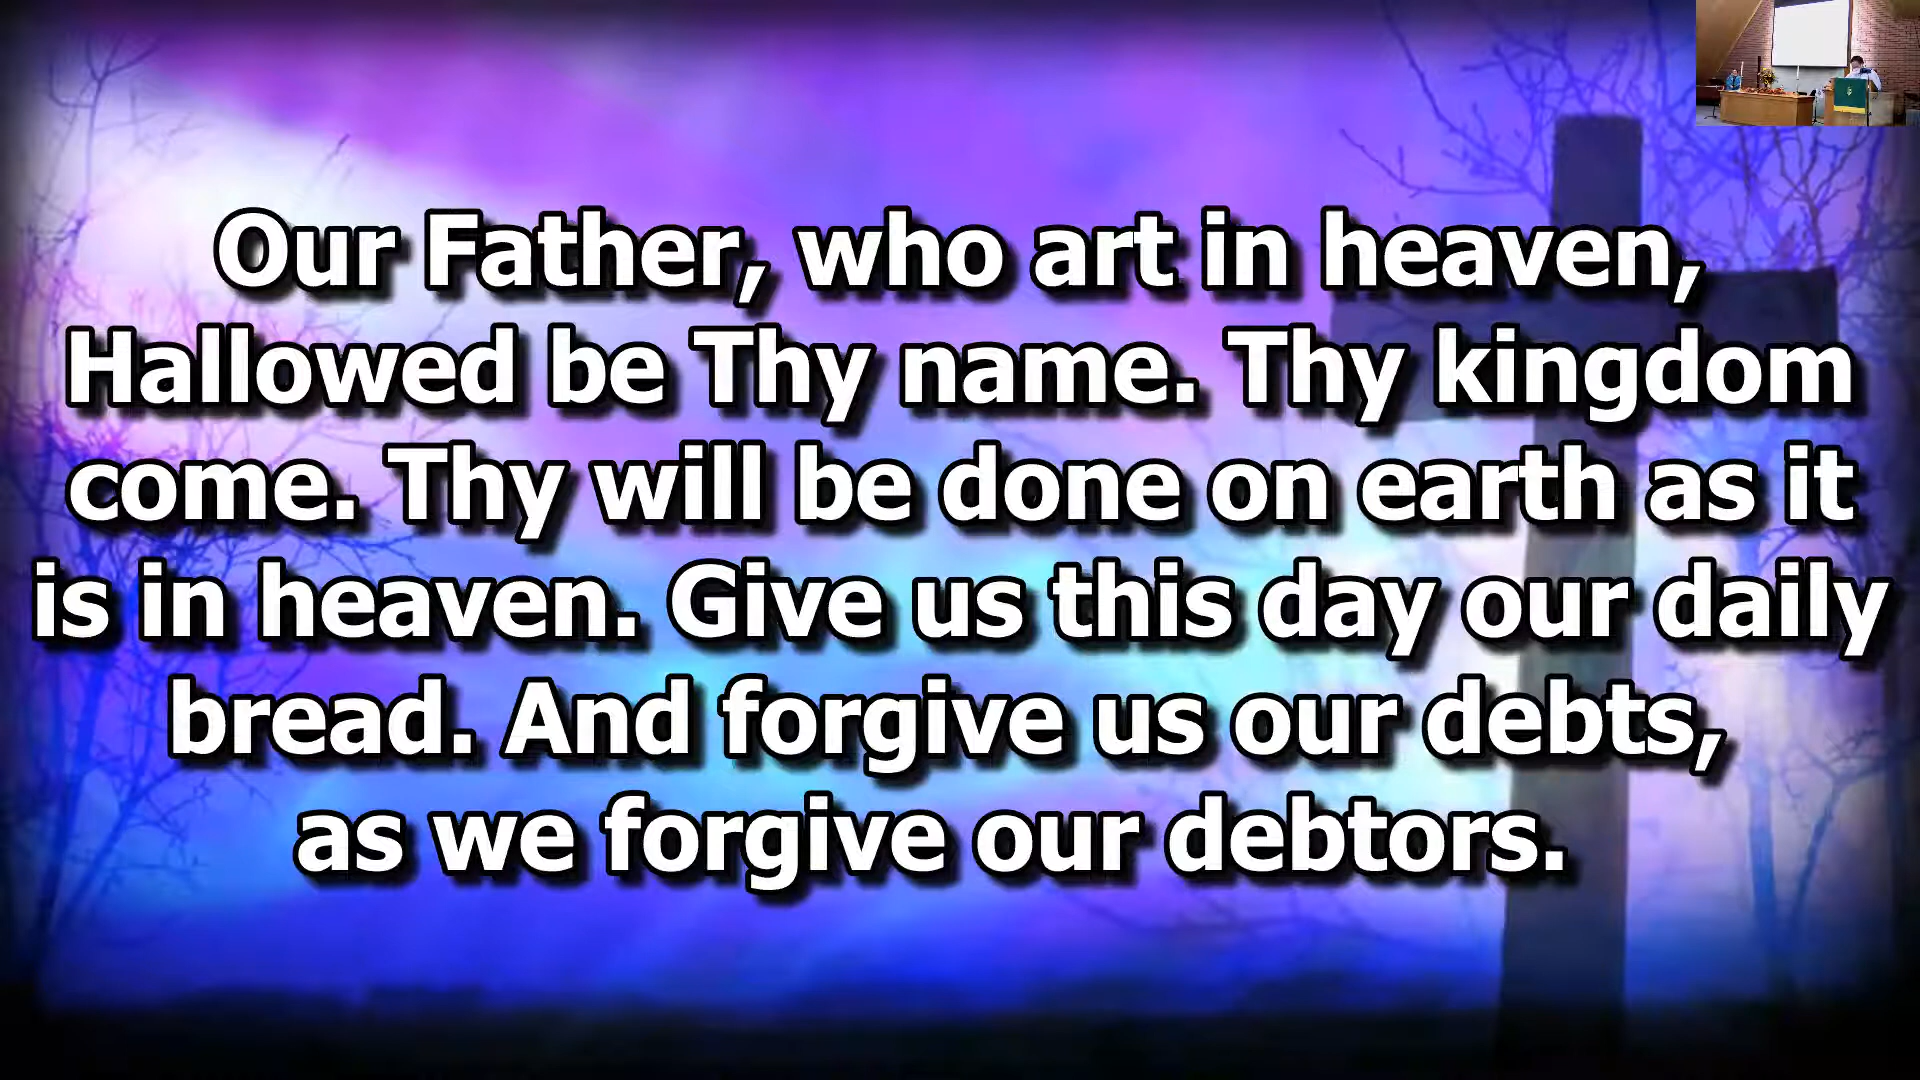 Our Father, who art in heaven,
Hallowed be Thy name. Thy kingdom
come. Thy will be done on earth as it
is in heaven. Give us this day our daily
bread. And forgive us our debts,
as we forgive our debtors.